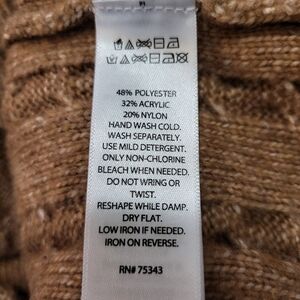 48% POLYESTER
32% ACRYLIC
20% NYLON
HAND WASH COLD.
WASH SEPARATELY.
USE MILD DETERGENT.
ONLY NON-CHLORINE
BLEACH WHEN NEEDED.
DO NOT WRING OR
TWIST.
RESHAPE WHILE DAMP.
DRY FLAT.
LOW IRON IF NEEDED.
IRON ON REVERSE.
RN# 75343